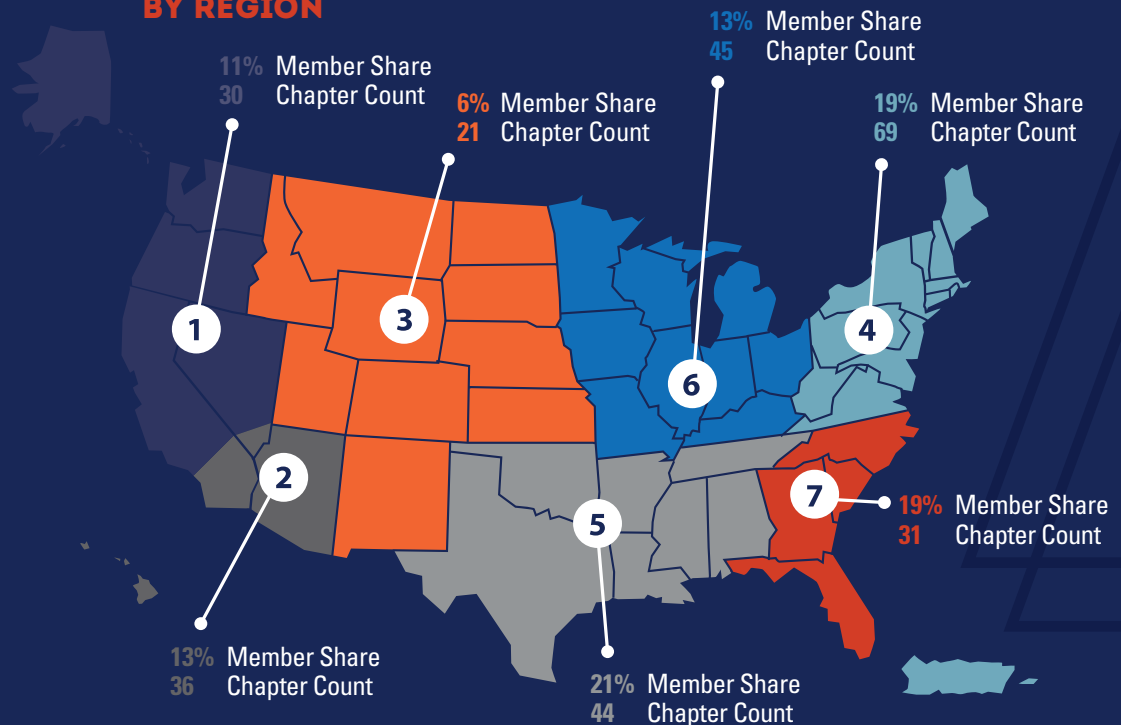 BY REGION
13% Member Share
45 Chapter Count
11% Member Share
30 Chapter Count
6% Member Share
21 Chapter Count
19% Member Share
69 Chapter Count
1
3
4
6
2
7
5
19% Member Share
31 Chapter Count
13% Member Share
36 Chapter Count
21% Member Share
44 Chapter Count